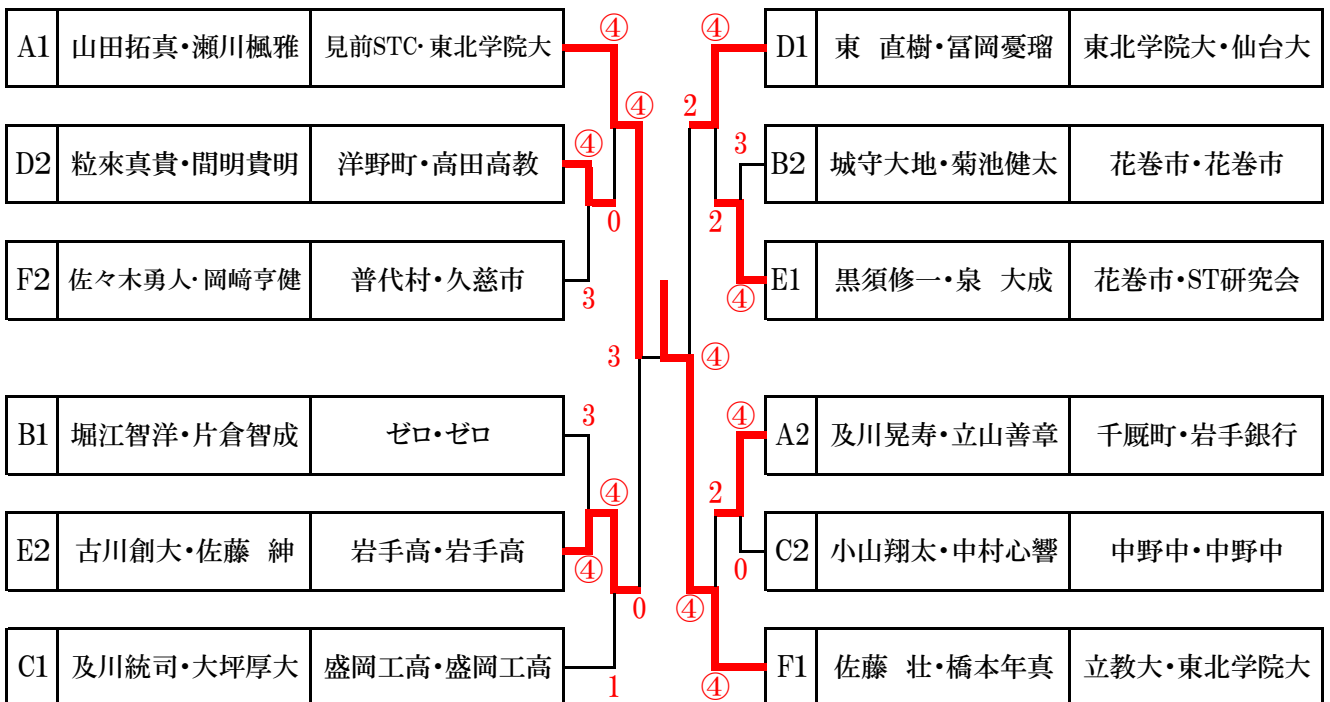 A1 山田拓真・瀬川楓雅 見前STC・東北学院大
④
④
D2 粒來真貴・間明貴明 洋野町・高田高教
④
0
F2 佐々木勇人・岡﨑亨健 普代村・久慈市
3
3
B1 堀江智洋・片倉智成 ゼロ・ゼロ
3
④
E2 古川創大・佐藤 紳 岩手高・岩手高
④
0
C1 及川統司・大坪厚大 盛岡工高・盛岡工高
1
④
D1 東 直樹・冨岡憂瑠 東北学院大・仙台大
2
3
B2 城守大地・菊池健太 花巻市・花巻市
2
E1 黒須修一・泉 大成 花巻市・ST研究会
④
④
④
A2 及川晃寿・立山善章 千厩町・岩手銀行
2
C2 小山翔太・中村心響 中野中・中野中
0
④
F1 佐藤 壮・橋本年真 立教大・東北学院大
④